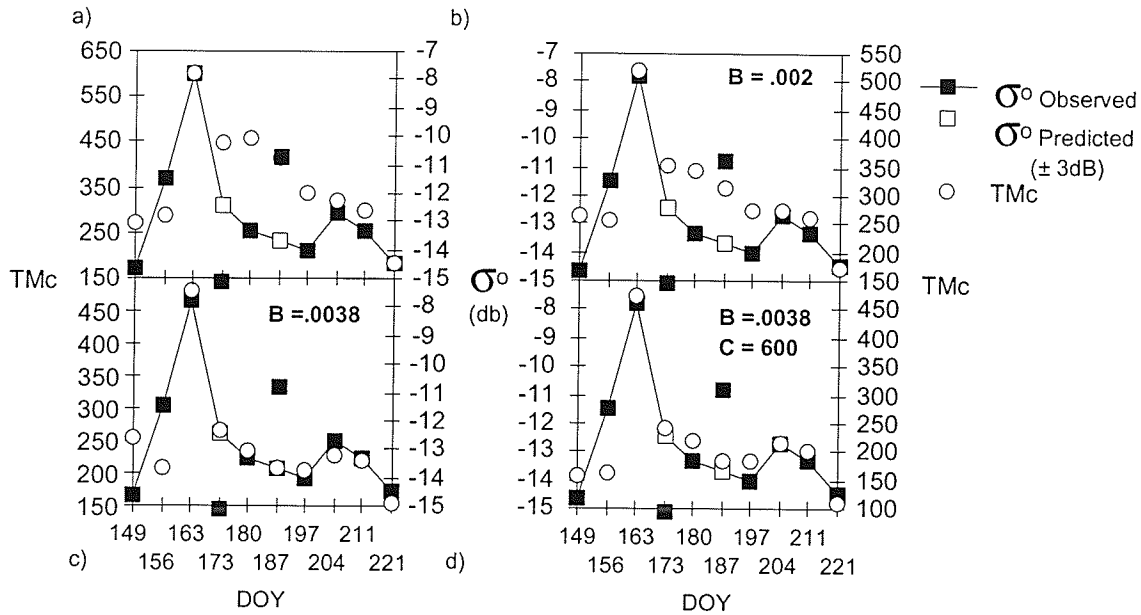 a)
b)
650
550
450
350
250
150
TMc
-7
-8
-9
-10
-11
-12
-13
-14
-15
σ°
(db)
-7
-8
-9
-10
-11
-12
-13
-14
-15
B = .002
550
500
450
400
350
300
250
200
150
TMc
σ° Observed
σ° Predicted
(± 3dB)
TMc
450
400
350
300
250
200
150
B =.0038
-8
-9
-10
-11
-12
-13
-14
-15
-8
-9
-10
-11
-12
-13
-14
-15
B = .0038
C = 600
450
400
350
300
250
200
150
100
149 163 180 197 211
156 173 187 204 221
149 163 180 197 211
156 173 187 204 221
c)
d)
DOY
DOY